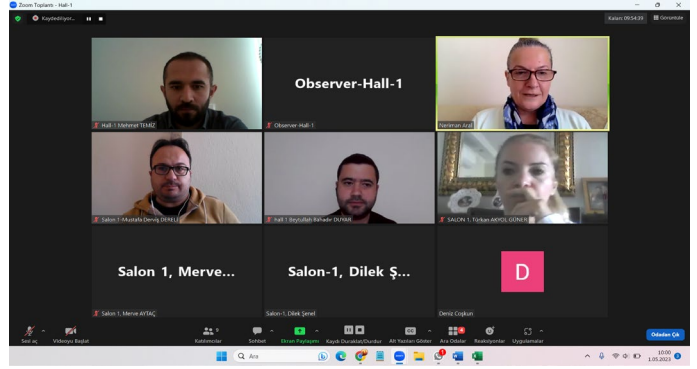 Zoom Toplantı - Hall-1
Kaydediliyor...
Kalan: 09:54:39
Görüntüle
Hall-1 Mehmet TEMİZ
Observer-Hall-1
Observer-Hall-1
Neriman Aral
Salon 1-Mustafa Derviş DERELİ
hall 1 Beytullah Bahadır DUYAR
SALON 1, Türkan AKYOL GÜNER
Salon 1, Merve...
Salon 1, Merve AYTAÇ
Salon-1, Dilek Ş...
Salon-1, Dilek Şenel
D
Deniz Coşkun
Sesi aç
Videoyu Başlat
Katılımcılar
Sohbet
Ekran Paylaşımı
Kaydı Duraklat/Durdur
Alt Yazıları Göster
Ara Odalar
Reaksiyonlar
Uygulamalar
Odadan Çık
Ara
10:00
1.05.2023